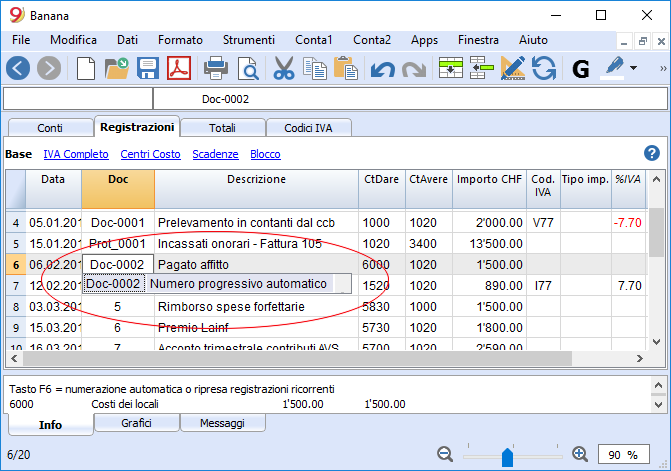 Banana
File Modifica Dati Formato Strumenti Conta1 Conta2 Apps Finestra Aiuto
G
Doc-0002
Conti Registrazioni Totali Codici IVA
Base IVA Completo Centri Costo Scadenze Blocco
Data Doc Descrizione CtDare CtAvere Importo CHF Cod. IVA Tipo imp. %IVA
4 05.01.201 Doc-0001 Prelevamento in contanti dal ccb 1000 1020 2'000.00 V77 -7.70
5 15.01.201 Prot_0001 Incassati onorari - Fattura 105 1020 3400 13'500.00
6 06.02.201 Doc-0002 Pagato affitto 6000 1020 1'500.00
7 12.02.201 Doc-0002 Numero progressivo automatico 1520 1020 890.00 I77 7.70
8 03.03.201 5 Rimborso spese forfettarie 5830 1000 1'500.00
9 15.03.201 6 Premio Lainf 5730 1020 1'800.00
10 16.03.201 7 Acconto trimestrale contributi AVS 5700 1020 2'590.00
Tasto F6 = numerazione automatica o ripresa registrazioni ricorrenti
6000 Costi dei locali 1'500.00 1'500.00
Info Grafici Messaggi
6/20 90 %